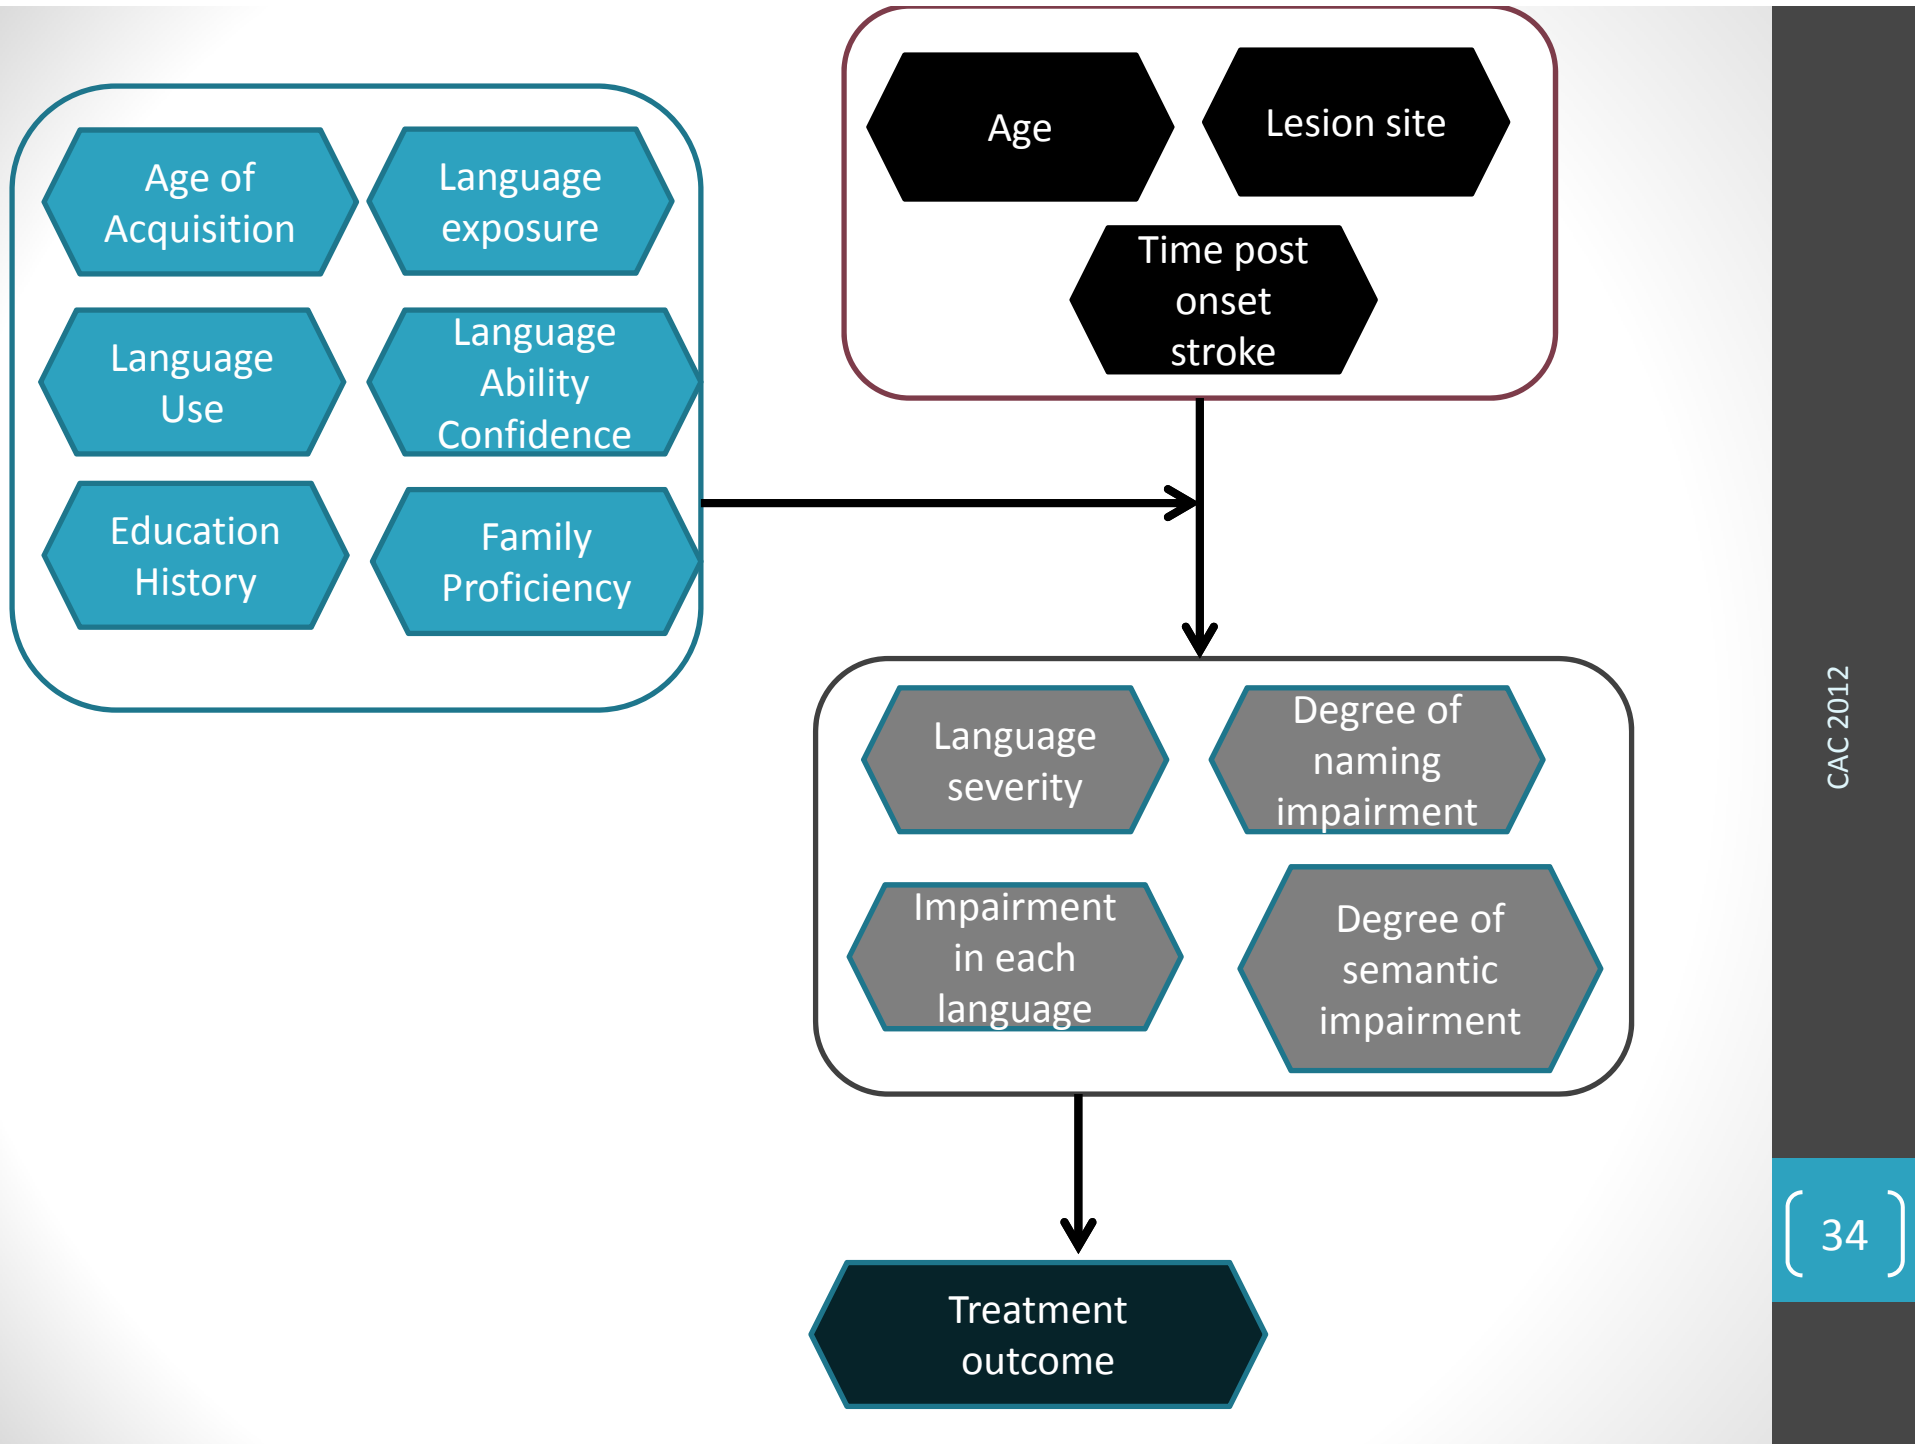 Age of
Acquisition
Language
exposure
Language
Use
Language
Ability
Confidence
Education
History
Family
Proficiency
Age
Lesion site
Time post
onset
stroke
Language
severity
Degree of
naming
impairment
Impairment
in each
language
Degree of
semantic
impairment
Treatment
outcome
CAC 2012
34